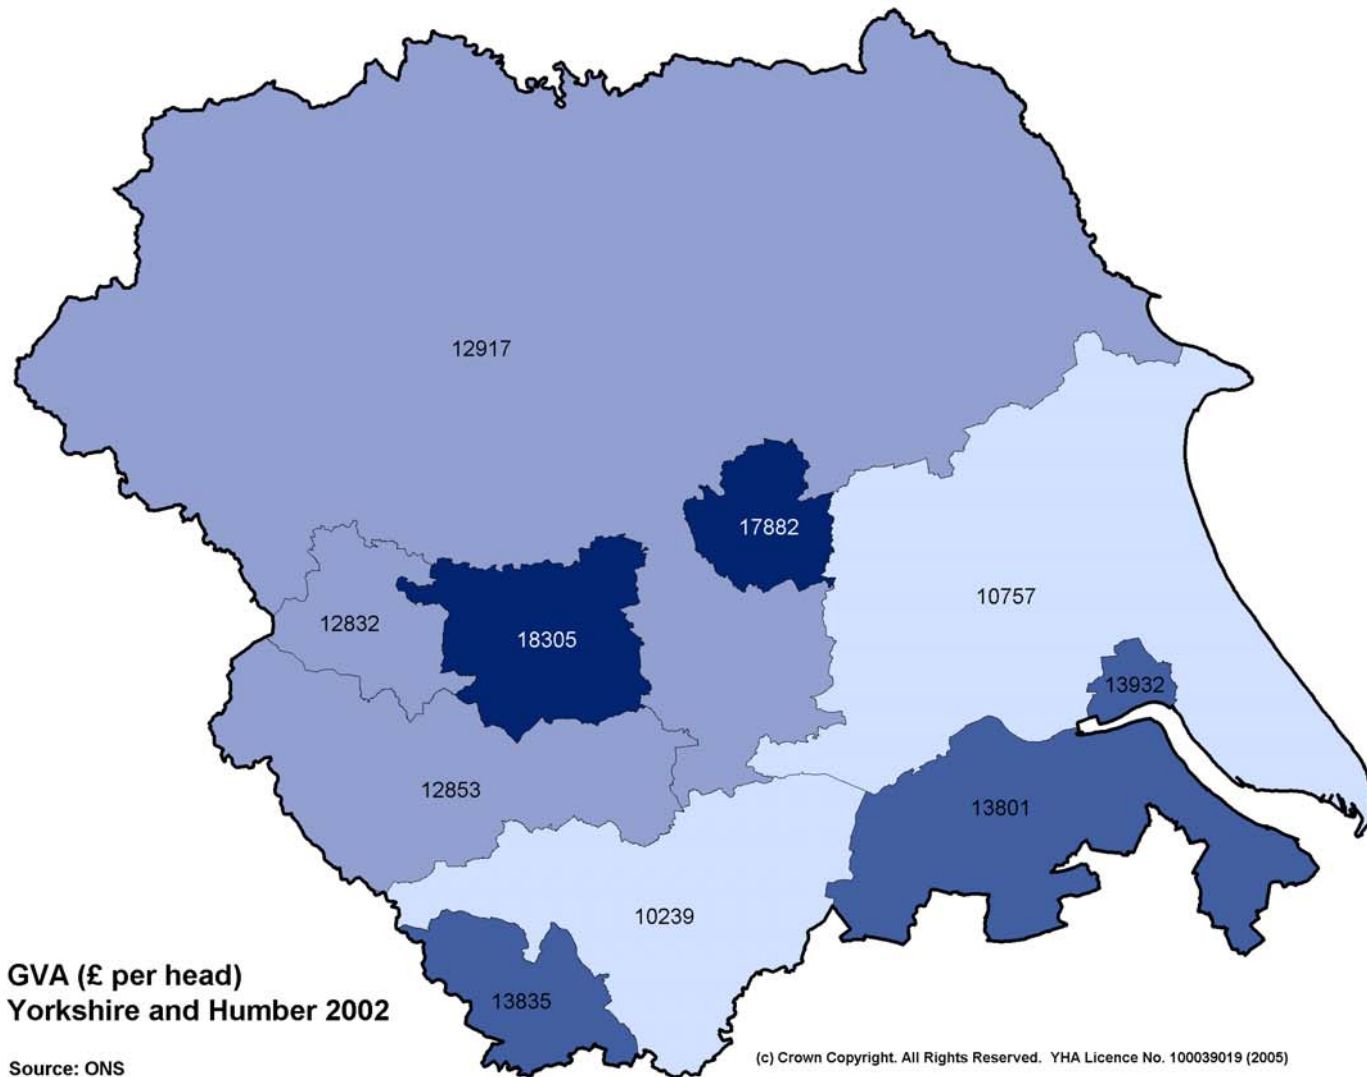 12917
17882
10757
12832
18305
13932
12853
13801
10239
13835
GVA (£ per head)
Yorkshire and Humber 2002
Source: ONS
(c) Crown Copyright. All Rights Reserved. YHA Licence No. 100039019 (2005)